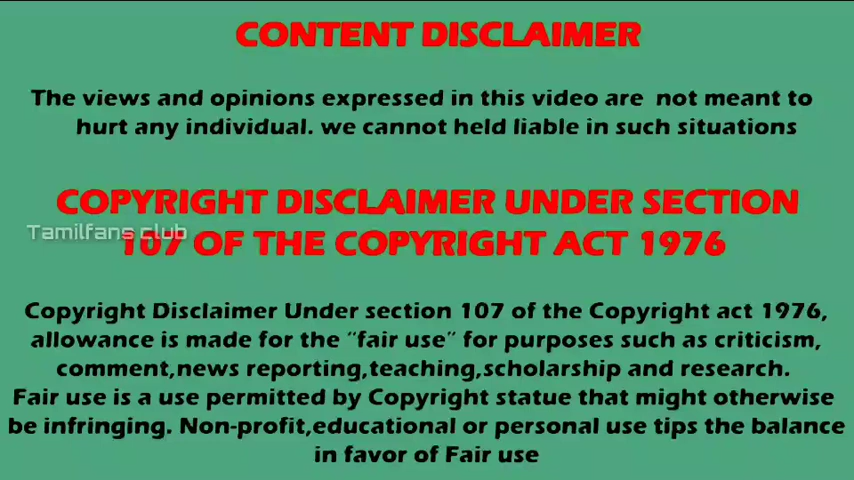 CONTENT DISCLAIMER
The views and opinions expressed in this video are not meant to
hurt any individual. we cannot held liable in such situations
COPYRIGHT DISCLAIMER UNDER SECTION
Tamilfans club
107 OF THE COPYRIGHT ACT 1976
Copyright Disclaimer Under section 107 of the Copyright act 1976,
allowance is made for the "fair use" for purposes such as criticism,
comment,news reporting,teaching,scholarship and research.
Fair use is a use permitted by Copyright statue that might otherwise
be infringing. Non-profit,educational or personal use tips the balance
in favor of Fair use